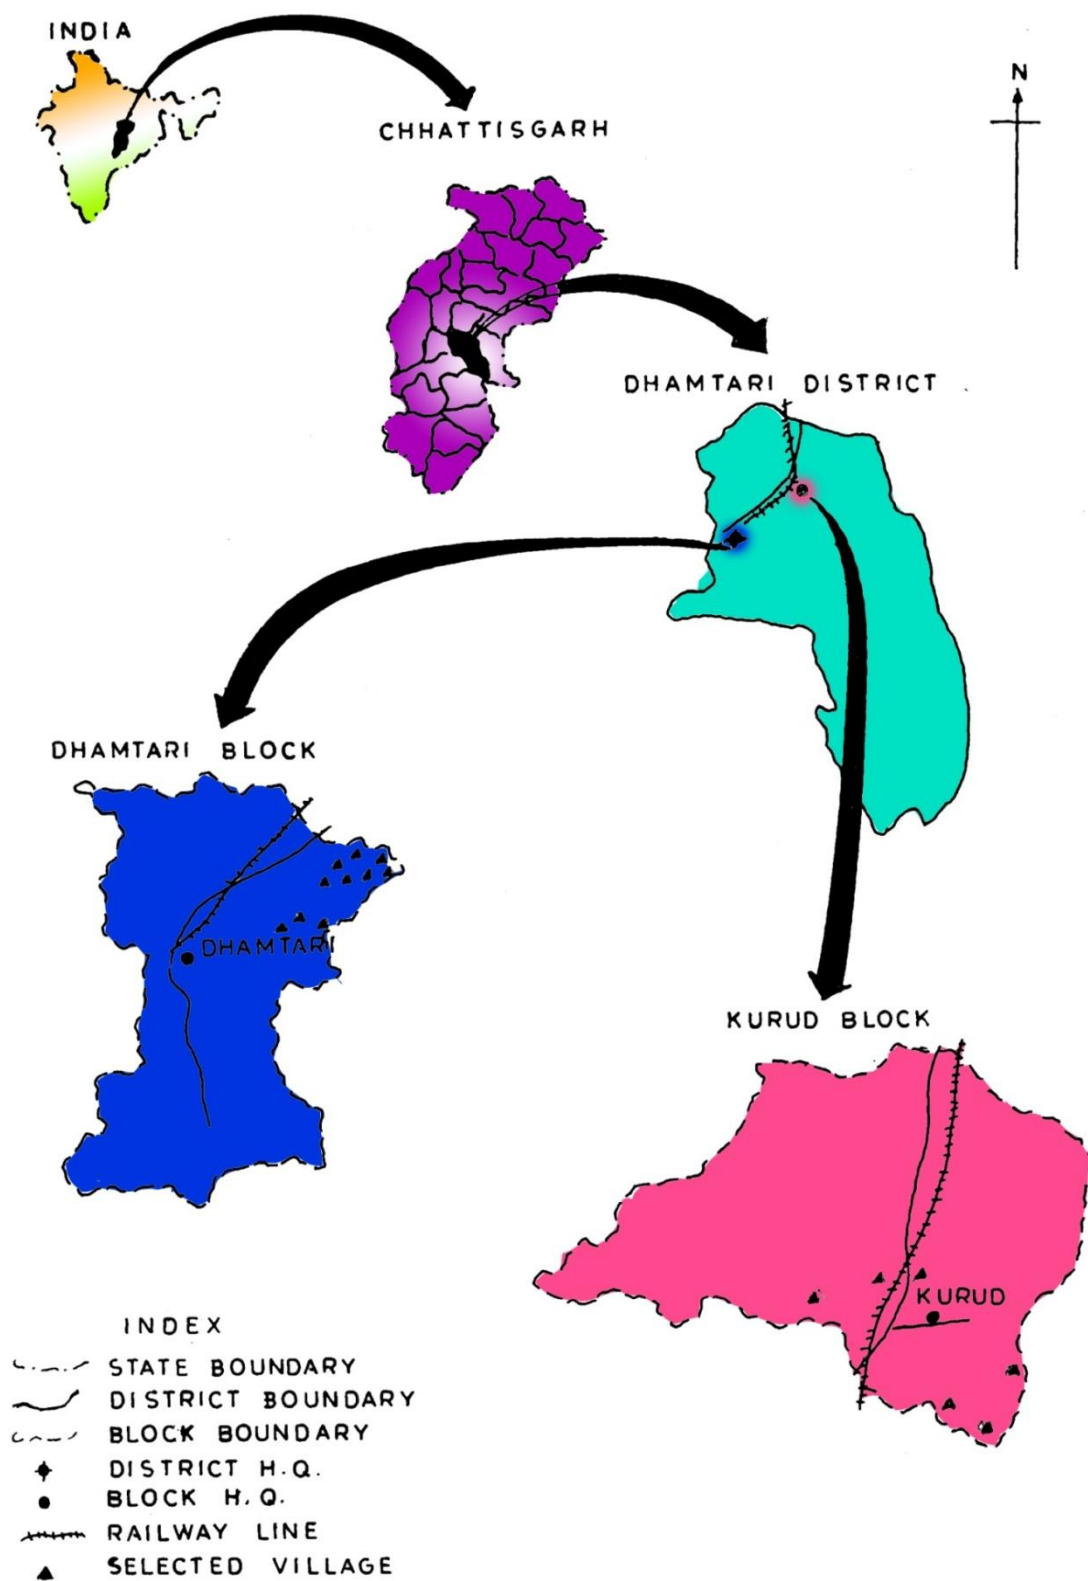 INDIA
N
CHHATTISGARH
DHAMTARI DISTRICT
DHAMTARI BLOCK
DHAMTARI
KURUD BLOCK
KURUD
INDEX
STATE BOUNDARY
DISTRICT BOUNDARY
BLOCK BOUNDARY
DISTRICT H.Q.
BLOCK H.Q.
RAILWAY LINE
SELECTED VILLAGE